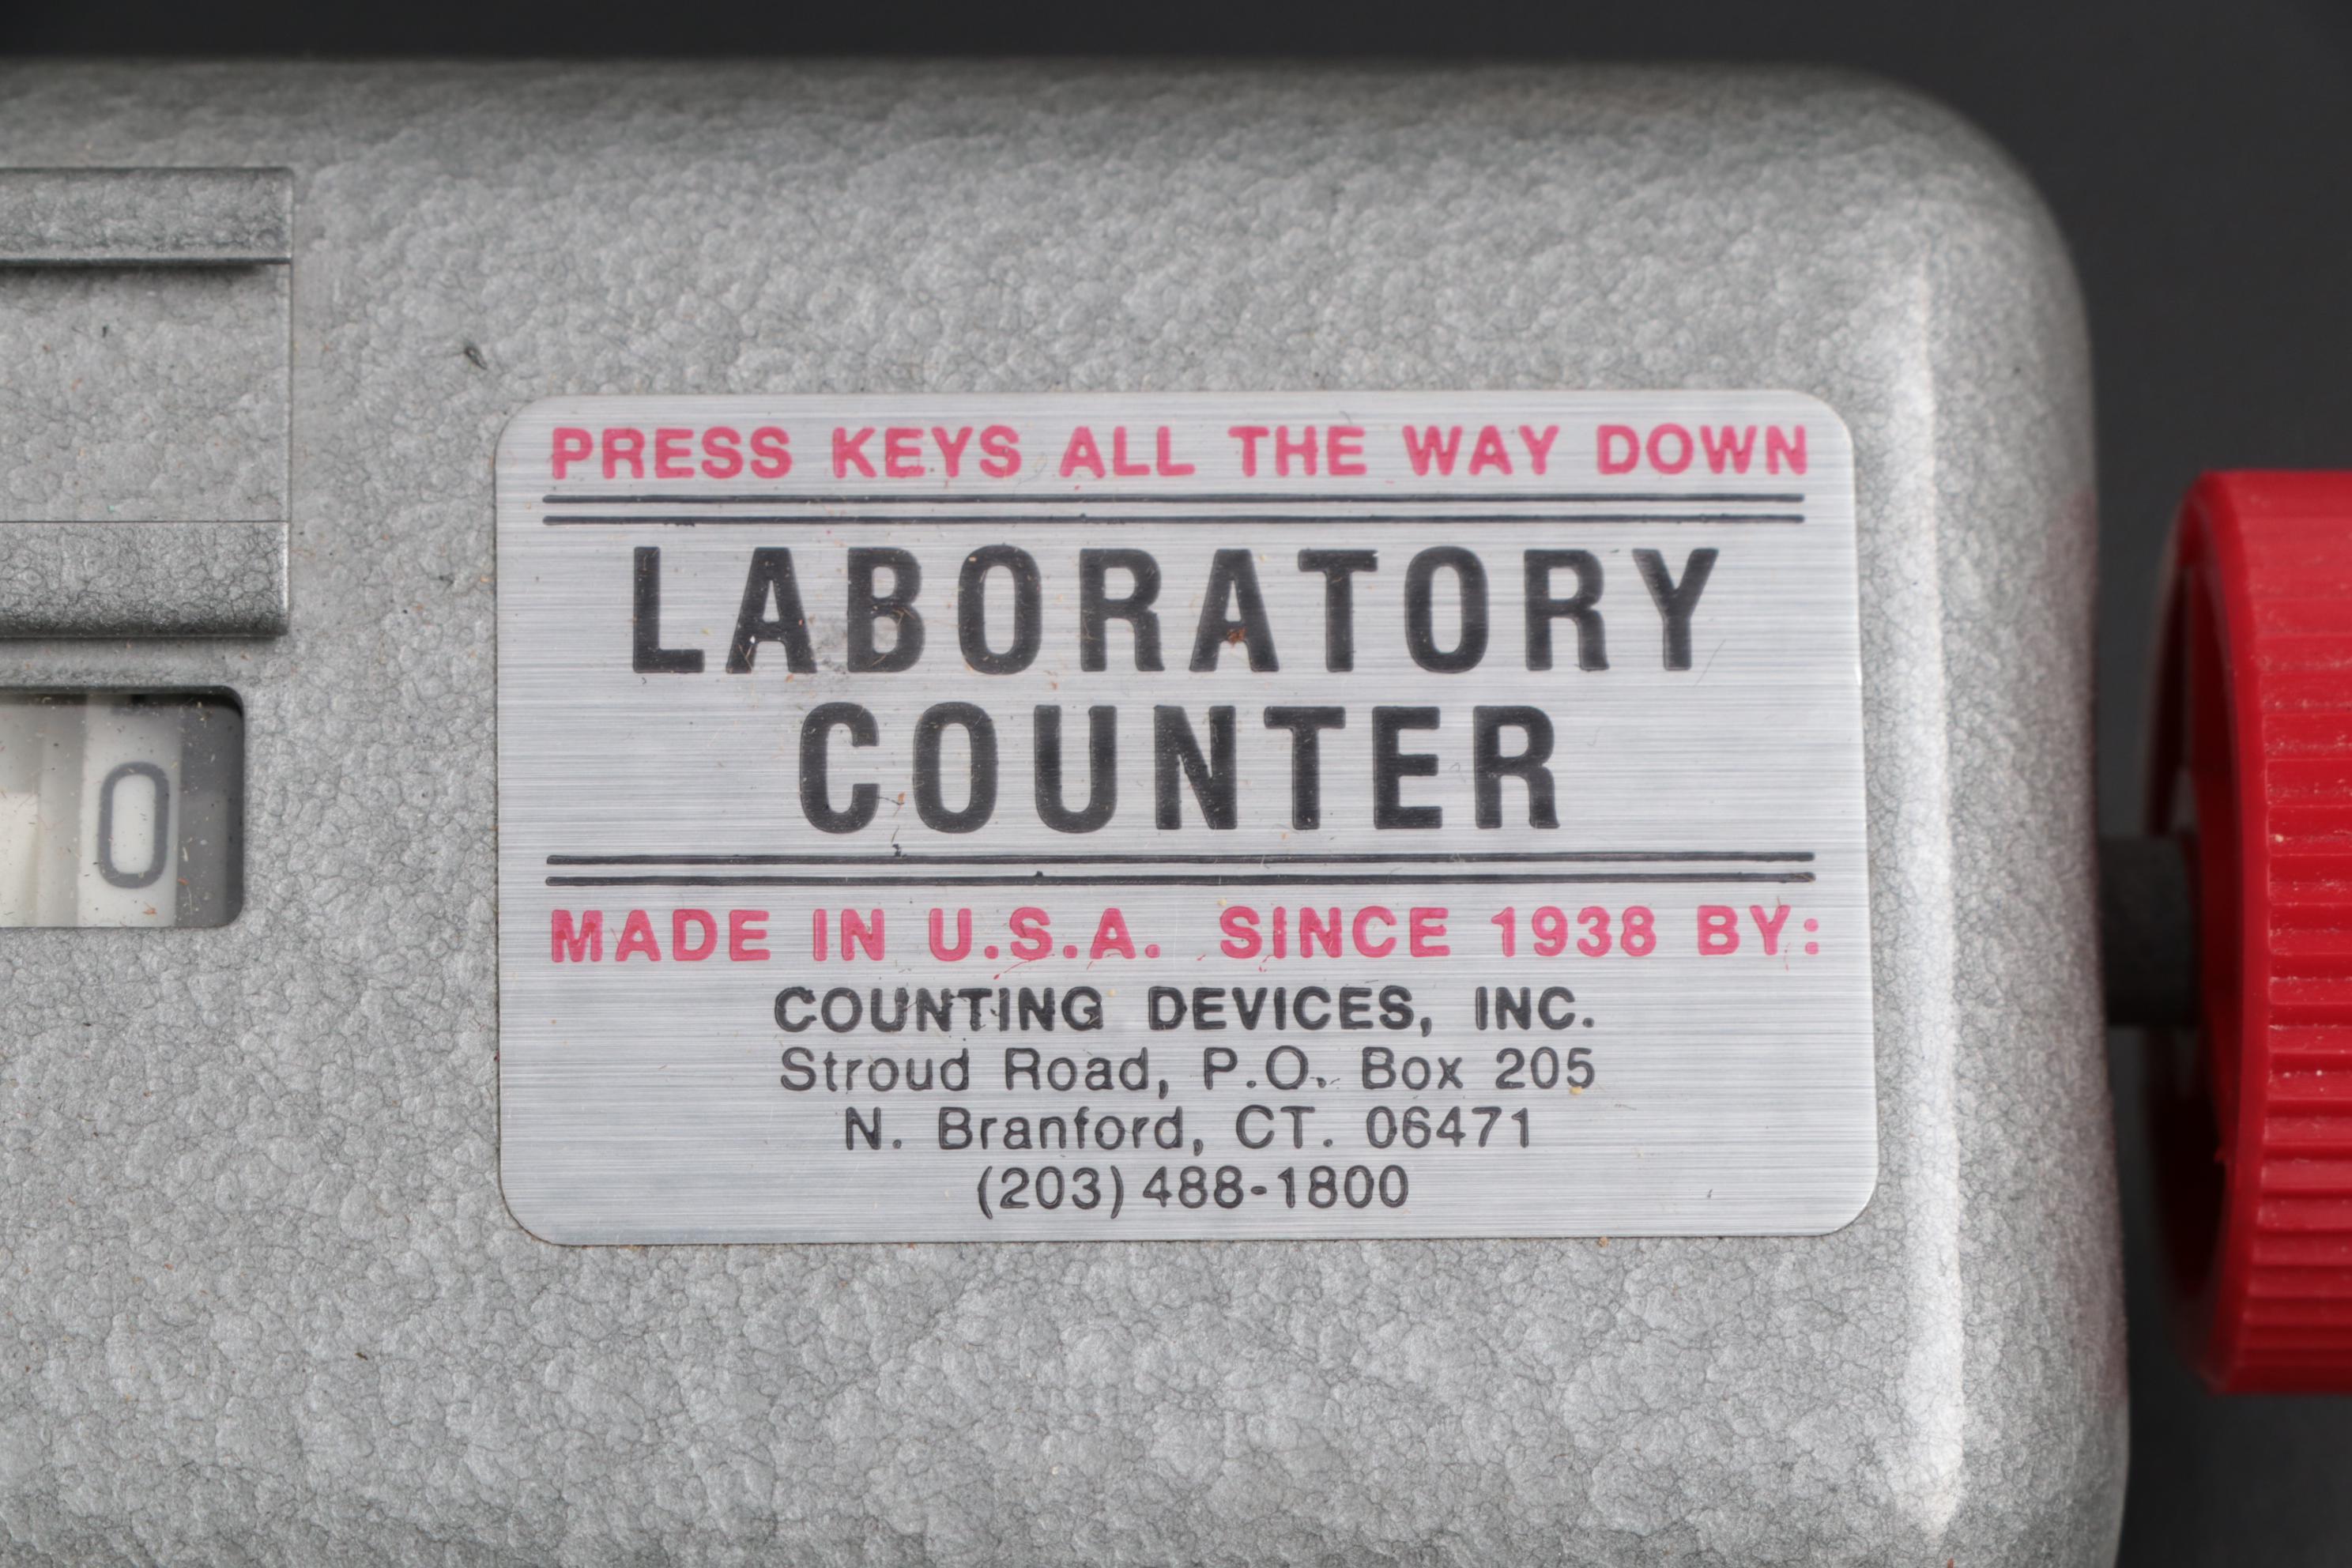 PRESS KEYS ALL THE WAY DOWN
LABORATORY
COUNTER
0
MADE IN U.S.A. SINCE 1938 BY:
COUNTING DEVICES, INC.
Stroud Road, P.O. Box 205
N. Branford, CT. 06471
(203) 488-1800